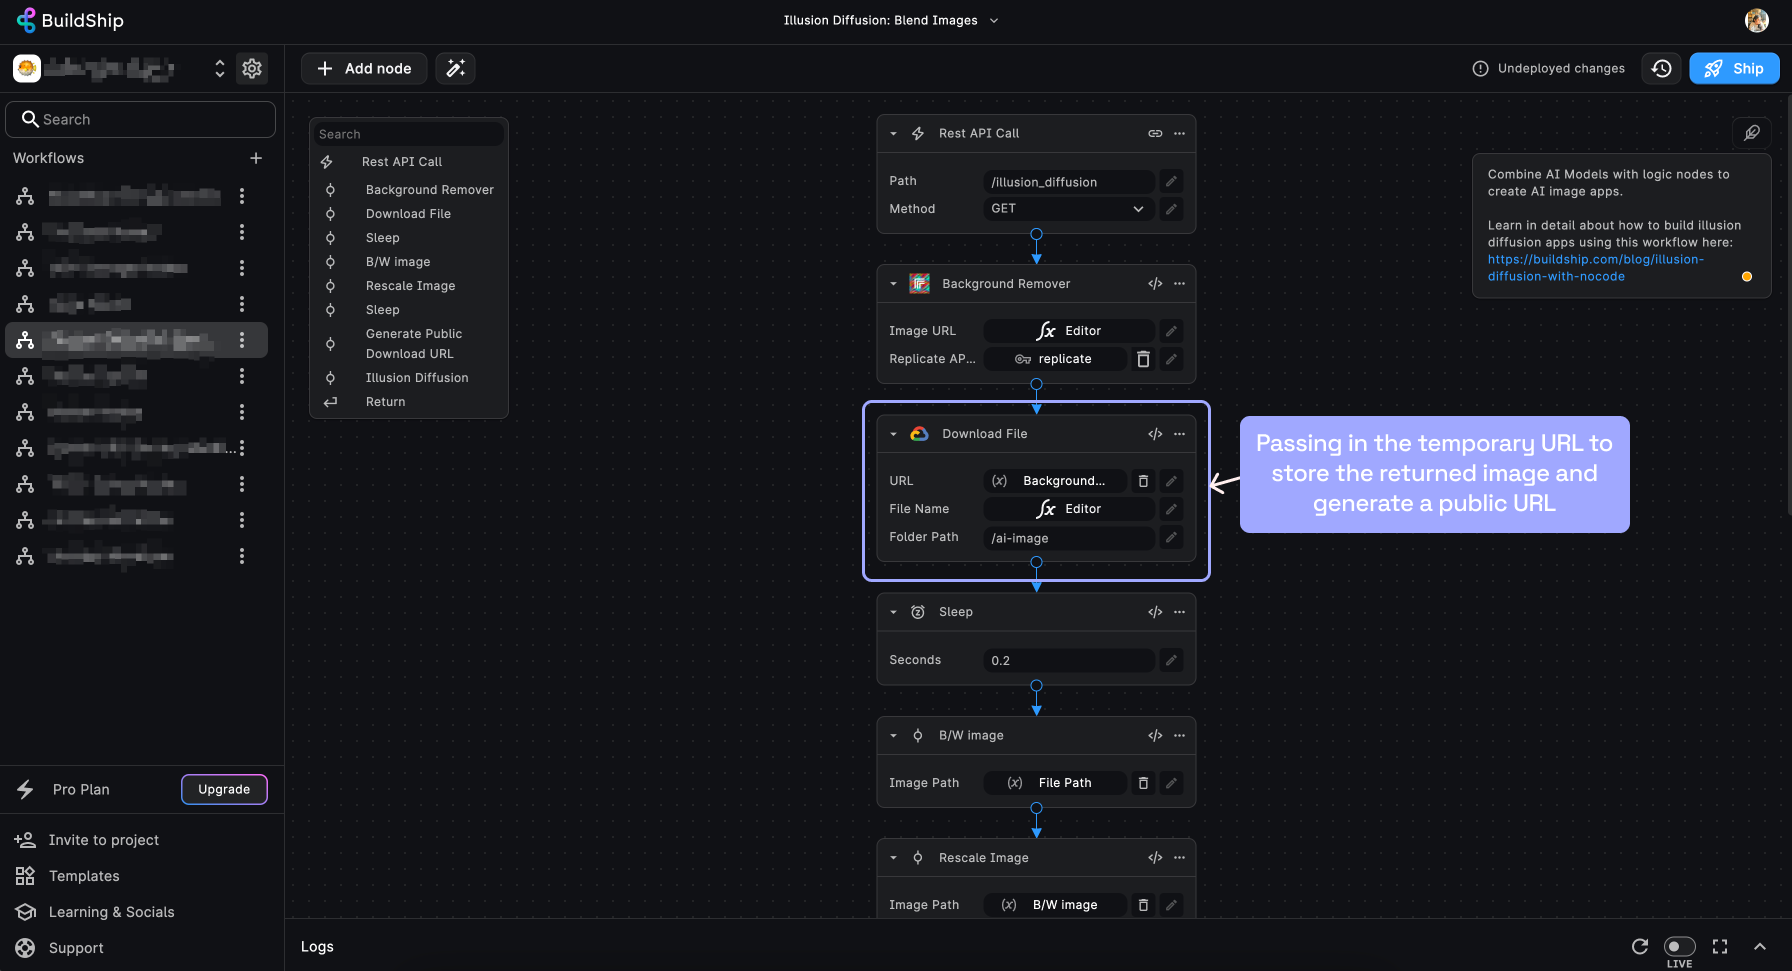 BuildShip
Illusion Diffusion: Blend Images
Add node
Undeployed changes
Ship
Search
Workflows
...
Pro Plan
Upgrade
Invite to project
Templates
Learning & Socials
Support
Search
Rest API Call
Background Remover
Download File
Sleep
B/W image
Rescale Image
Sleep
Generate Public
Download URL
Illusion Diffusion
Return
Rest API Call
Path
/illusion_diffusion
Method
GET
Background Remover
Image URL
fx Editor
Replicate AP...
replicate
Download File
URL
(x) Background...
File Name
fx Editor
Folder Path
/ai-image
Sleep
Seconds
0.2
B/W image
Image Path
(x) File Path
Rescale Image
Image Path
(x) B/W image
Combine AI Models with logic nodes to
create AI image apps.
Learn in detail about how to build illusion
diffusion apps using this workflow here:
https://buildship.com/blog/illusion-
diffusion-with-nocode
Passing in the temporary URL to
store the returned image and
generate a public URL
Logs
LIVE